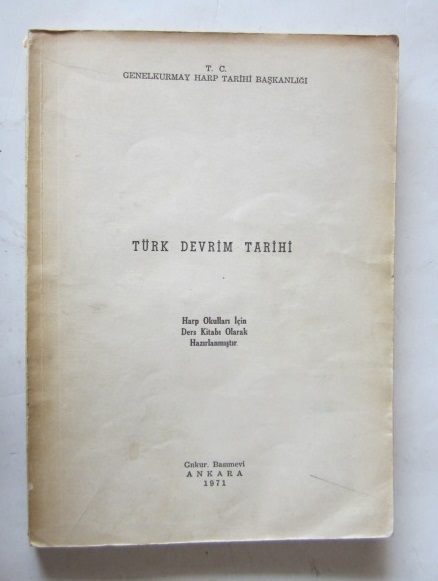 T. C.
GENELKURMAY HARP TARİHİ BAŞKANLIĞI
TÜRK DEVRİM TARİHİ
Harp Okulları İçin
Ders Kitabı Olarak
Hazırlanmıştır
Gnkur. Basımevi
ANKARA
1971